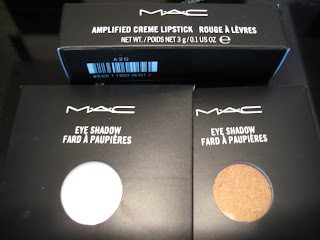 MAC
AMPLIFIED CREME LIPSTICK ROUGE À LÈVRES
NET WT. / POIDS NET 3 g / 0.1 US OZ
A20
MAC
EYE SHADOW
FARD À PAUPIÈRES
MAC
EYE SHADOW
FARD À PAUPIÈRES